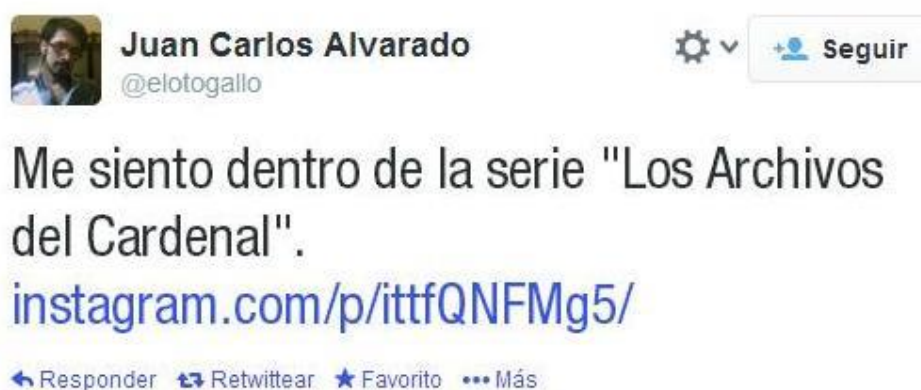 Juan Carlos Alvarado
@elotogallo
Seguir
Me siento dentro de la serie "Los Archivos
del Cardenal".
instagram.com/p/ittfQNFMg5/
Responder Retwittear Favorito Más